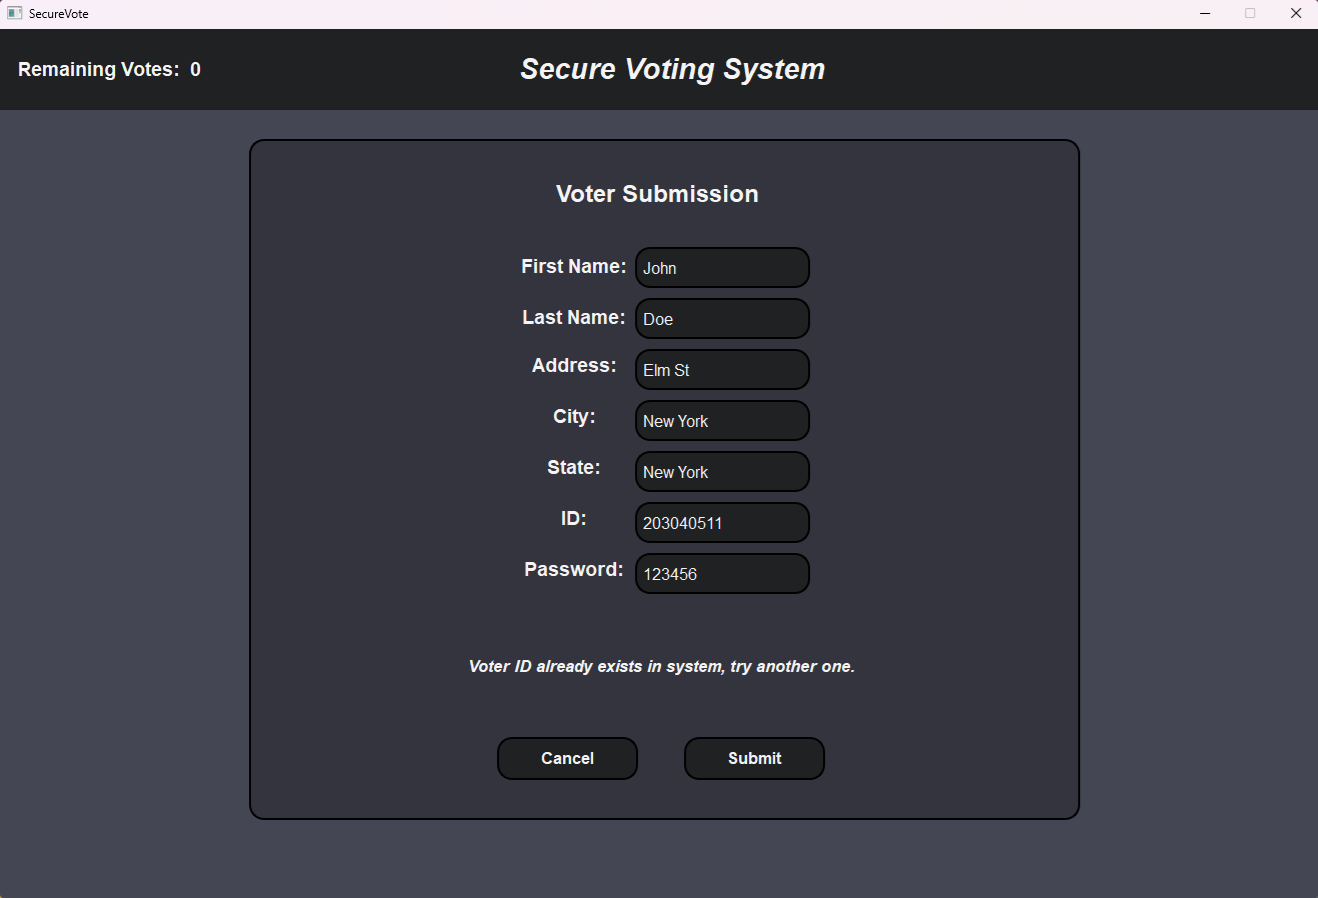 SecureVote
Remaining Votes: 0
Secure Voting System
Voter Submission
First Name: John
Last Name: Doe
Address: Elm St
City: New York
State: New York
ID: 203040511
Password: 123456
Voter ID already exists in system, try another one.
Cancel Submit